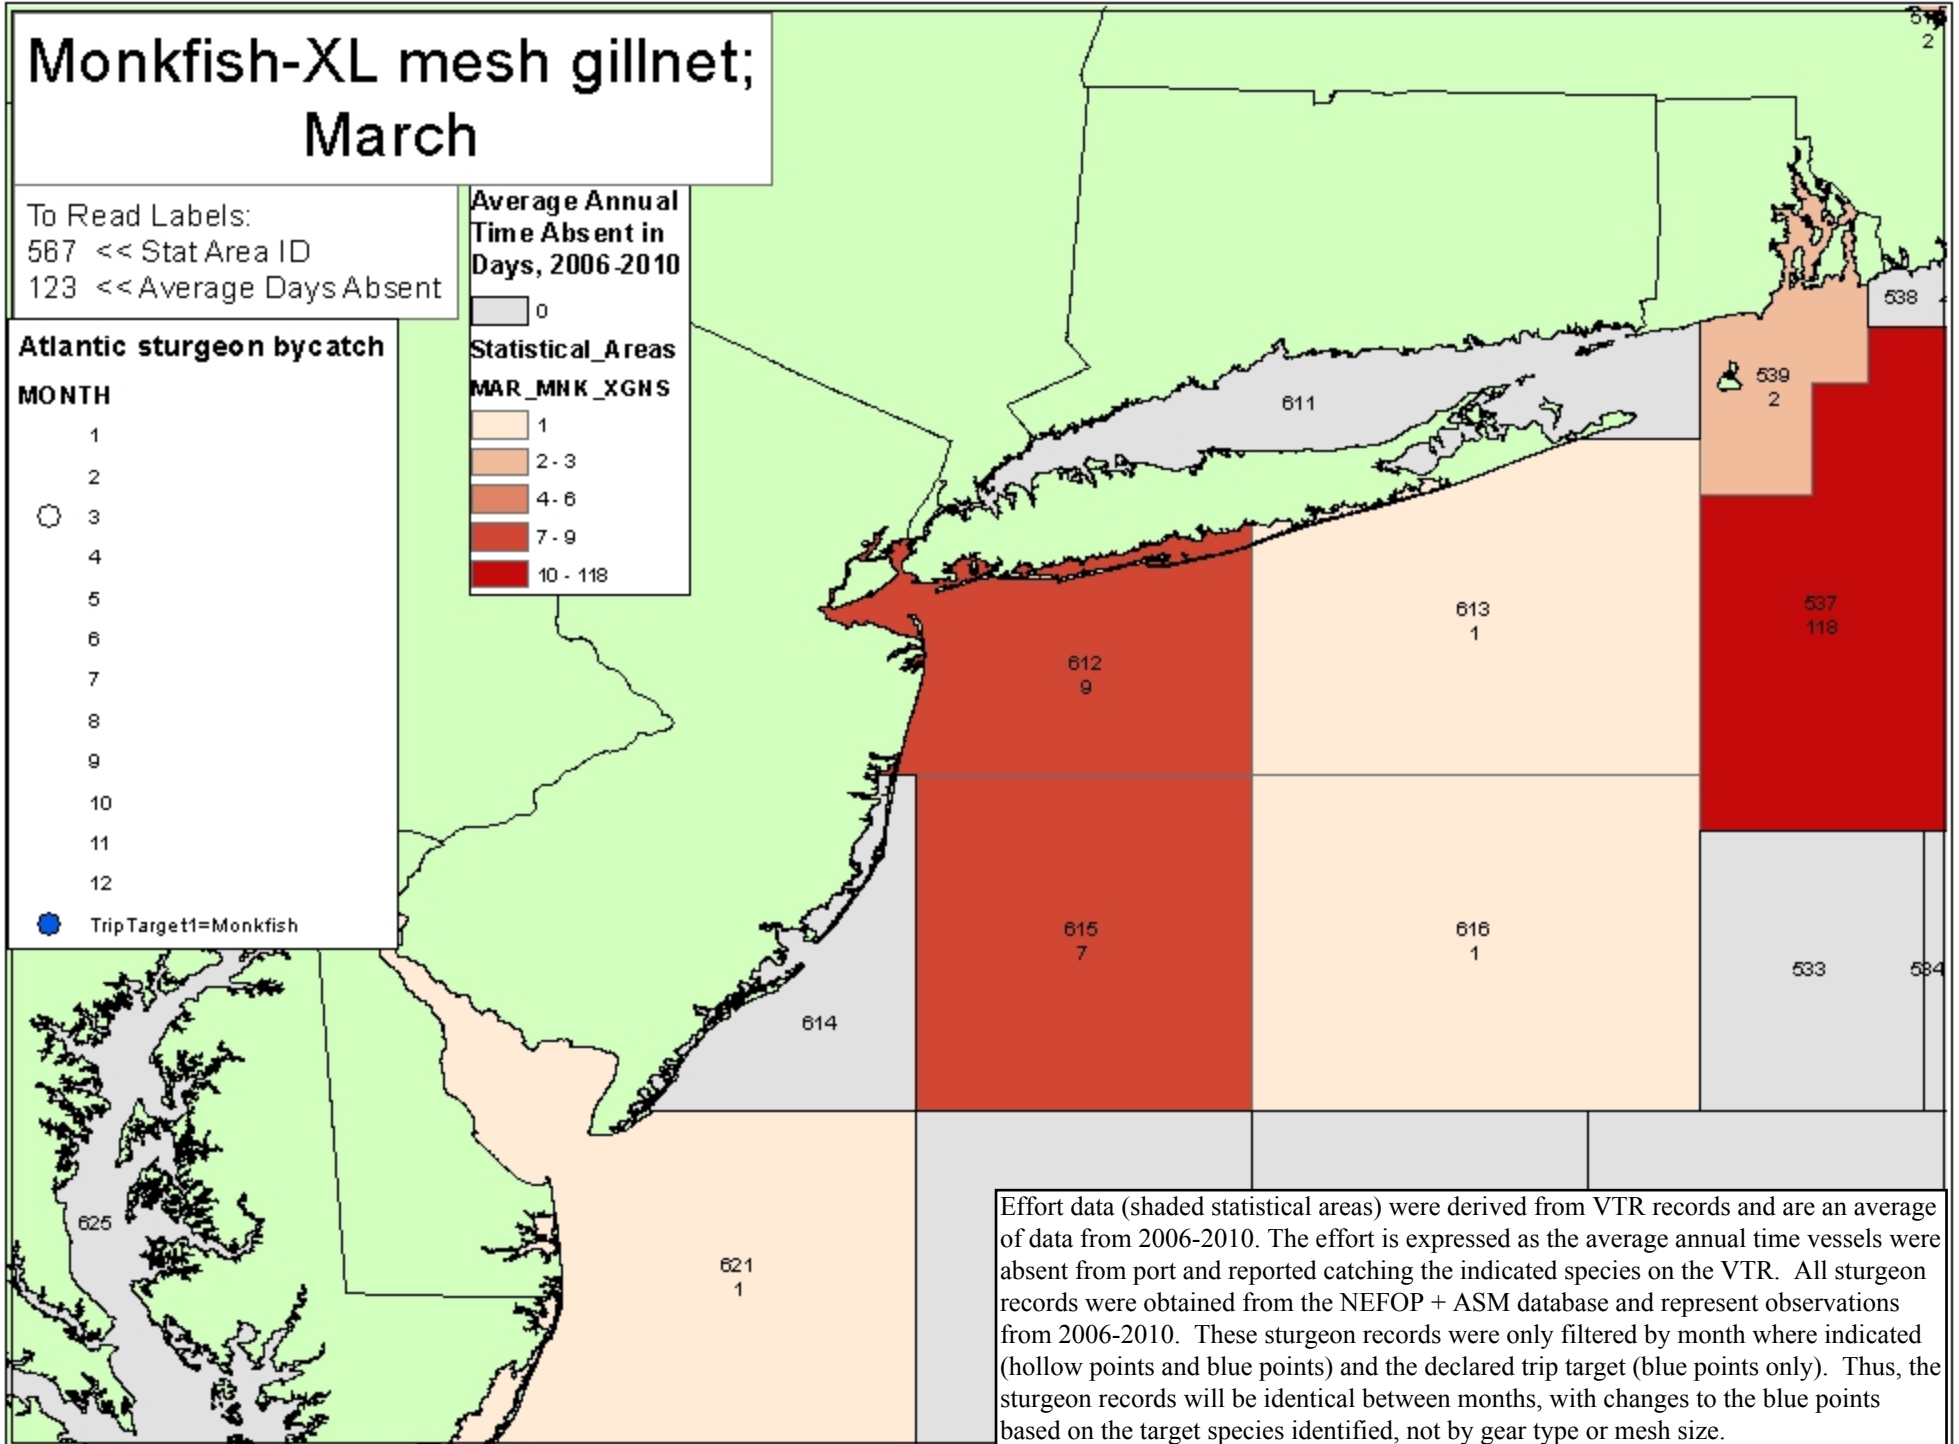 Monkfish-XL mesh gillnet;
March
To Read Labels:
567 << Stat Area ID
123 << Average Days Absent
Average Annual
Time Absent in
Days, 2006-2010
0
Statistical_Areas
MAR_MNK_XGNS
1
2 - 3
4 - 6
7 - 9
10 - 118
Atlantic sturgeon bycatch
MONTH
1
2
3
4
5
6
7
8
9
10
11
12
TripTarget1=Monkfish
2
538
539
2
611
537
118
613
1
612
9
615
7
616
1
533
534
614
625
621
1
Effort data (shaded statistical areas) were derived from VTR records and are an average
of data from 2006-2010. The effort is expressed as the average annual time vessels were
absent from port and reported catching the indicated species on the VTR. All sturgeon
records were obtained from the NEFOP + ASM database and represent observations
from 2006-2010. These sturgeon records were only filtered by month where indicated
(hollow points and blue points) and the declared trip target (blue points only). Thus, the
sturgeon records will be identical between months, with changes to the blue points
based on the target species identified, not by gear type or mesh size.